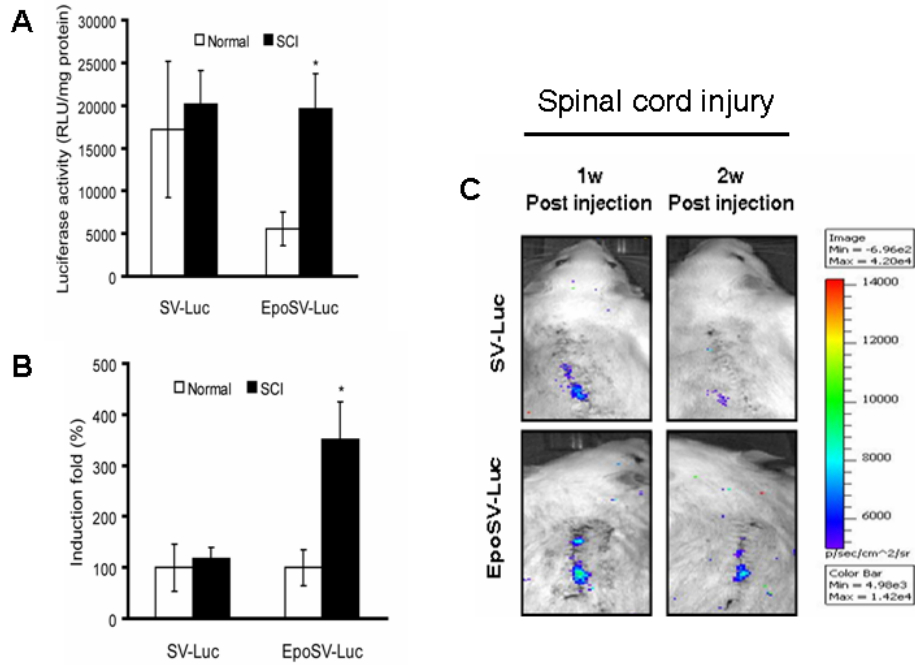 A
Luciferase activity (RLU/mg protein)
30000
25000
20000
15000
10000
5000
0
Normal SCI
*
SV-Luc EpoSV-Luc
B
Induction fold (%)
500
400
300
200
100
0
Normal SCI
*
SV-Luc EpoSV-Luc
Spinal cord injury
C
1w 2w
Post injection Post injection
SV-Luc
EpoSV-Luc
Image
Min = -6.96e2
Max = 4.20e4
14000
12000
10000
8000
6000
p/sec/cm^2/sr
Color Bar
Min = 4.98e3
Max = 1.42e4